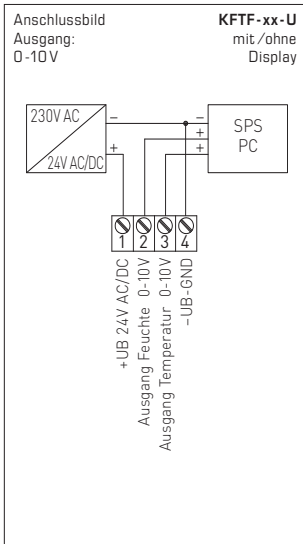 Anschlussbild KFTF-xx-U
Ausgang: mit/ohne
0-10V Display
230V AC
24V AC/DC
–
+
–
+
+
SPS
PC
1 2 3 4
+UB 24V AC/DC
Ausgang Feuchte 0-10V
Ausgang Temperatur 0-10V
-UB-GND